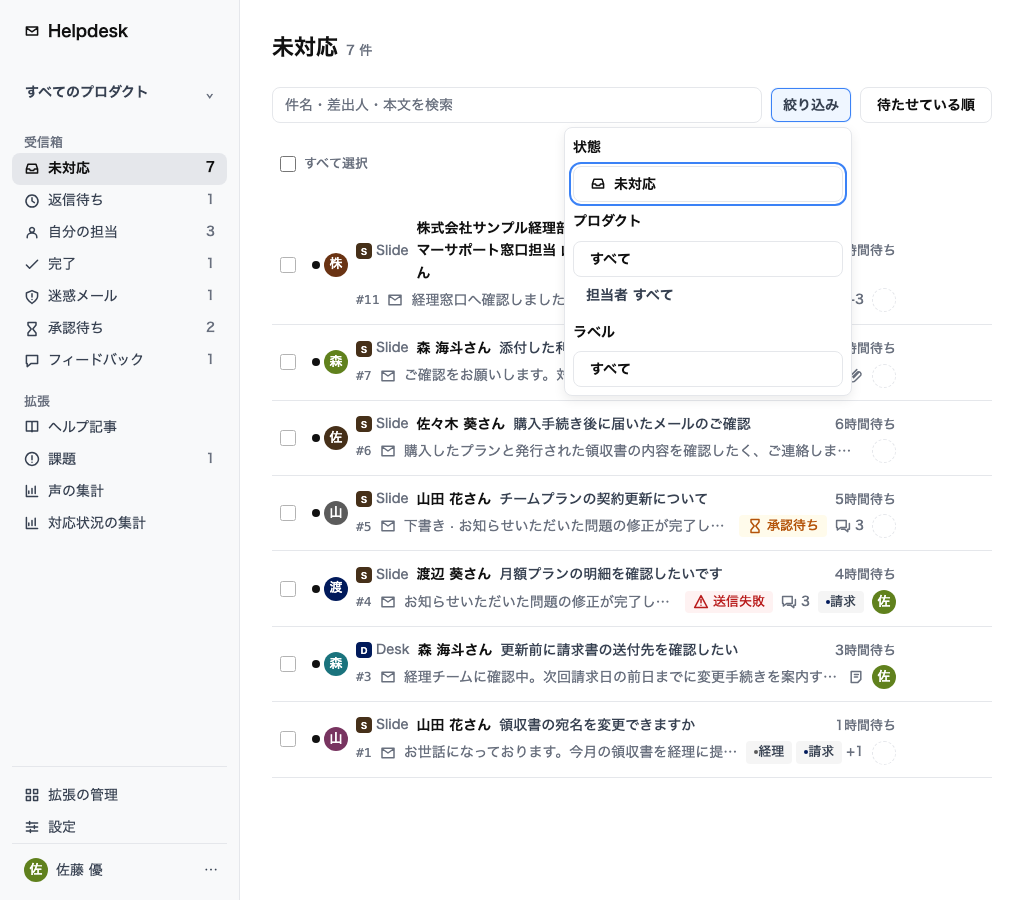 Helpdesk
すべてのプロダクト
受信箱
未対応 7
返信待ち 1
自分の担当 3
完了 1
迷惑メール 1
承認待ち 2
フィードバック 1
拡張
ヘルプ記事
課題 1
声の集計
対応状況の集計
拡張の管理
設定
佐 佐藤 優 …
未対応 7 件
件名・差出人・本文を検索 絞り込み 待たせている順
すべて選択
状態
未対応
プロダクト
すべて
担当者 すべて
ラベル
すべて
株式会社サンプル経理部
株 S Slide マーサポート窓口担当 時間待ち
ん
#11 経理窓口へ確認しました -3
森 S Slide 森 海斗さん 添付した利 時間待ち
#7 ご確認をお願いします。
佐 S Slide 佐々木 葵さん 購入手続き後に届いたメールのご確認 6時間待ち
#6 購入したプランと発行された領収書の内容を確認したく、ご連絡しま…
山 S Slide 山田 花さん チームプランの契約更新について 5時間待ち
#5 下書き · お知らせいただいた問題の修正が完了し… 承認待ち 3
渡 S Slide 渡辺 葵さん 月額プランの明細を確認したいです 4時間待ち
#4 お知らせいただいた問題の修正が完了し… 送信失敗 3 •請求 佐
森 D Desk 森 海斗さん 更新前に請求書の送付先を確認したい 3時間待ち
#3 経理チームに確認中。次回請求日の前日までに変更手続きを案内す… 佐
山 S Slide 山田 花さん 領収書の宛名を変更できますか 1時間待ち
#1 お世話になっております。今月の領収書を経理に提… •経理 •請求 +1